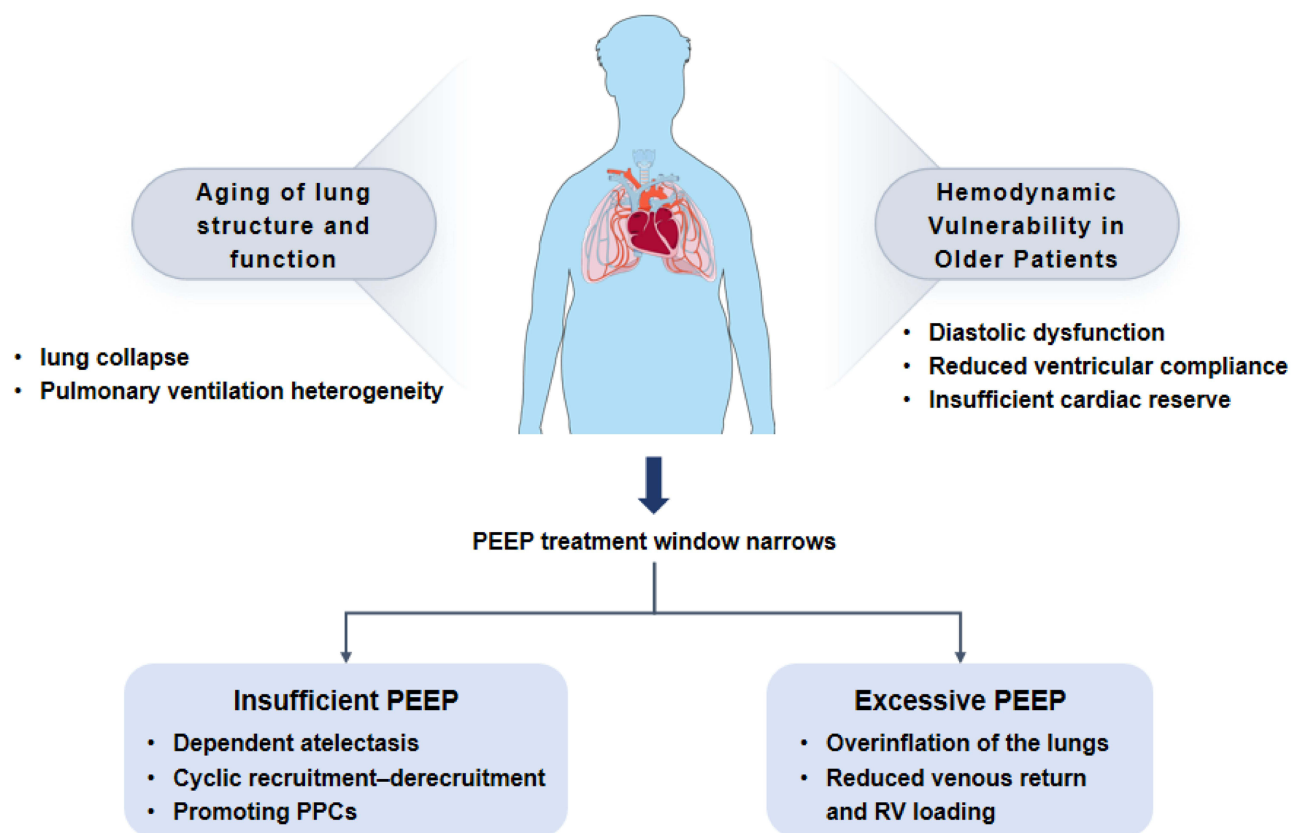 Aging of lung
structure and
function
• lung collapse
• Pulmonary ventilation heterogeneity
Hemodynamic
Vulnerability in
Older Patients
• Diastolic dysfunction
• Reduced ventricular compliance
• Insufficient cardiac reserve
PEEP treatment window narrows
Insufficient PEEP
• Dependent atelectasis
• Cyclic recruitment–derecruitment
• Promoting PPCs
Excessive PEEP
• Overinflation of the lungs
• Reduced venous return
and RV loading